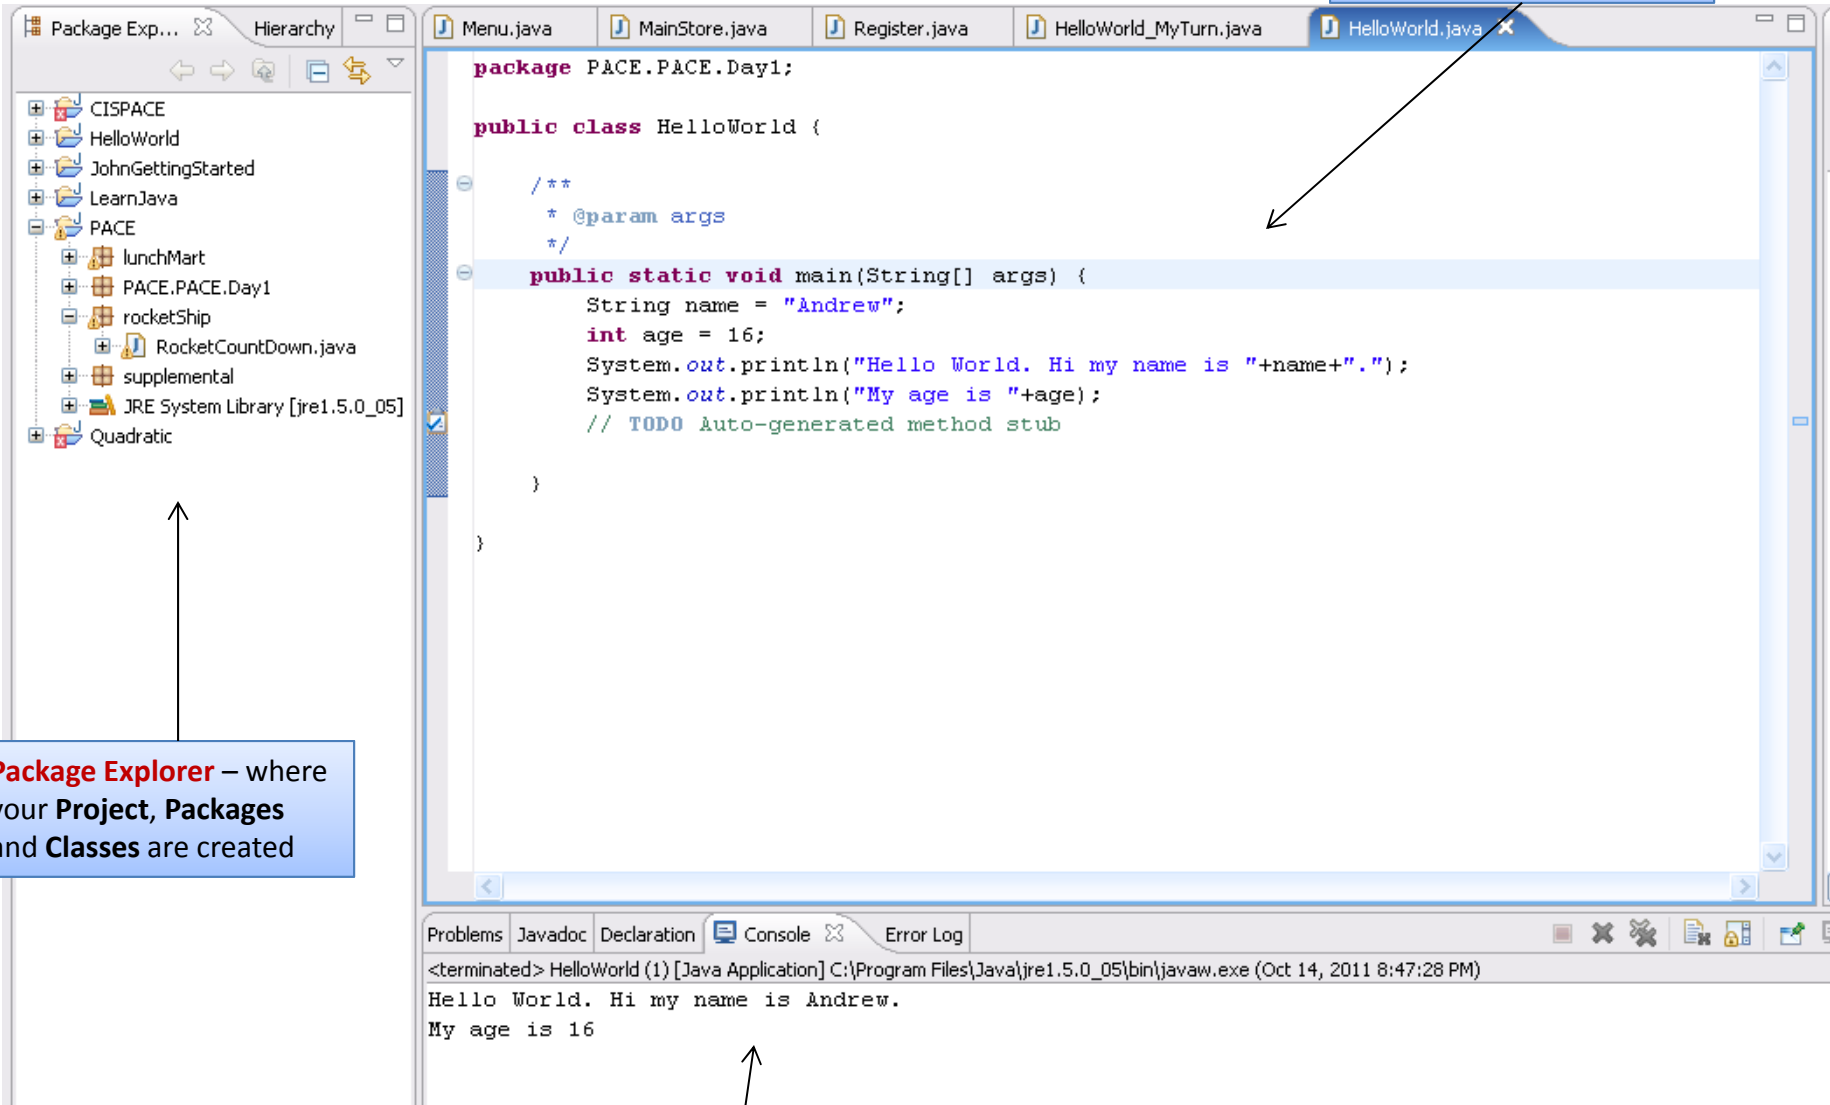 Package Exp... Hierarchy
CISPACE
HelloWorld
JohnGettingStarted
LearnJava
PACE
lunchMart
PACE.PACE.Day1
rocketShip
RocketCountDown.java
supplemental
JRE System Library [jre1.5.0_05]
Quadratic
Package Explorer – where
your Project, Packages
and Classes are created
Menu.java MainStore.java Register.java HelloWorld_MyTurn.java HelloWorld.java
package PACE.PACE.Day1;
public class HelloWorld {
/**
* @param args
*/
public static void main(String[] args) {
String name = "Andrew";
int age = 16;
System.out.println("Hello World. Hi my name is "+name+".");
System.out.println("My age is "+age);
// TODO Auto-generated method stub
}
}
Problems Javadoc Declaration Console Error Log
<terminated> HelloWorld (1) [Java Application] C:\Program Files\Java\jre1.5.0_05\bin\javaw.exe (Oct 14, 2011 8:47:28 PM)
Hello World. Hi my name is Andrew.
My age is 16